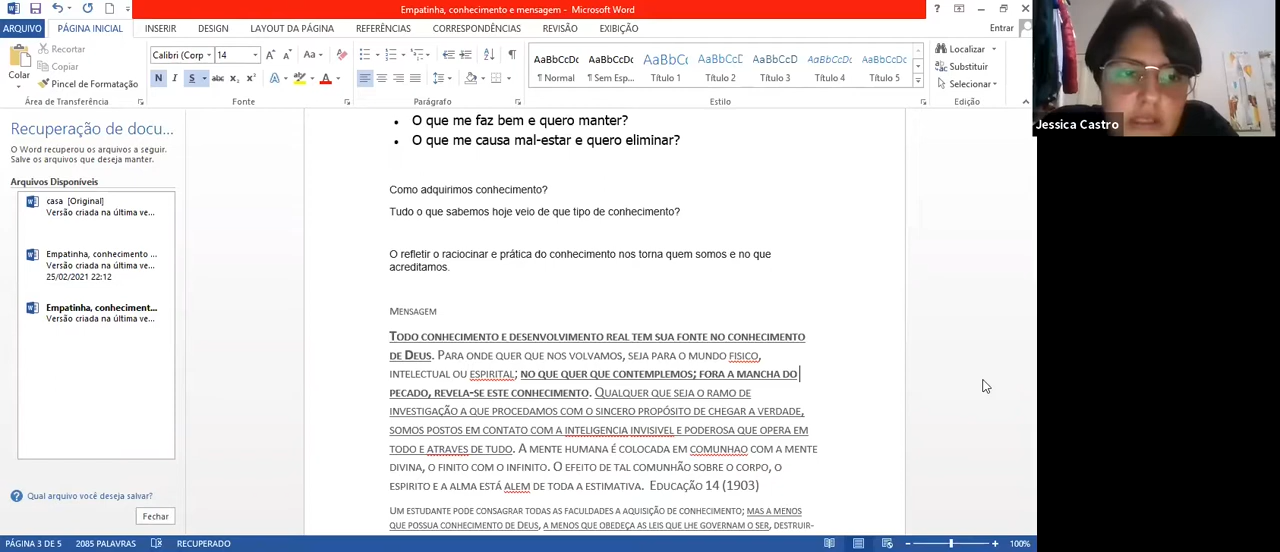 Empatinha, conhecimento e mensagem - Microsoft Word
ARQUIVO PÁGINA INICIAL INSERIR DESIGN LAYOUT DA PÁGINA REFERÊNCIAS CORRESPONDÊNCIAS REVISÃO EXIBIÇÃO Entrar
Recortar
Copiar
Pincel de Formatação
Colar
Área de Transferência
Calibri (Corp 14
Aa
N I S abc x₂ x²
Fonte
Parágrafo
AaBbCcDc AaBbCcDc AaBbCc AaBbCcD AaBbCcD AaBbCcD AaBbCcDc
¶ Normal ¶ Sem Esp... Título 1 Título 2 Título 3 Título 4 Título 5
Estilo
Localizar
Substituir
Selecionar
Edição
Jessica Castro
Recuperação de docu...
O Word recuperou os arquivos a seguir.
Salve os arquivos que deseja manter.
Arquivos Disponíveis
casa [Original]
Versão criada na última ve...
Empatinha, conhecimento ...
Versão criada na última ve...
25/02/2021 22:12
Empatinha, conheciment...
Versão criada na última ve...
Qual arquivo você deseja salvar?
Fechar
• O que me faz bem e quero manter?
• O que me causa mal-estar e quero eliminar?
Como adquirimos conhecimento?
Tudo o que sabemos hoje veio de que tipo de conhecimento?
O refletir o raciocinar e prática do conhecimento nos torna quem somos e no que
acreditamos.
MENSAGEM
TODO CONHECIMENTO E DESENVOLVIMENTO REAL TEM SUA FONTE NO CONHECIMENTO
DE DEUS. PARA ONDE QUER QUE NOS VOLVAMOS, SEJA PARA O MUNDO FISICO,
INTELECTUAL OU ESPIRITAL; NO QUE QUER QUE CONTEMPLEMOS; FORA A MANCHA DO
PECADO, REVELA-SE ESTE CONHECIMENTO. QUALQUER QUE SEJA O RAMO DE
INVESTIGAÇÃO A QUE PROCEDAMOS COM O SINCERO PROPÓSITO DE CHEGAR A VERDADE,
SOMOS POSTOS EM CONTATO COM A INTELIGENCIA INVISIVEL E PODEROSA QUE OPERA EM
TODO E ATRAVES DE TUDO. A MENTE HUMANA É COLOCADA EM COMUNHAO COM A MENTE
DIVINA, O FINITO COM O INFINITO. O EFEITO DE TAL COMUNHÃO SOBRE O CORPO, O
ESPIRITO E A ALMA ESTÁ ALEM DE TODA A ESTIMATIVA. EDUCAÇÃO 14 (1903)
UM ESTUDANTE PODE CONSAGRAR TODAS AS FACULDADES A AQUISIÇÃO DE CONHECIMENTO; MAS A MENOS
QUE POSSUA CONHECIMENTO DE DEUS, A MENOS QUE OBEDEÇA AS LEIS QUE LHE GOVERNAM O SER, DESTRUIR-
PÁGINA 3 DE 5 2085 PALAVRAS RECUPERADO 100%